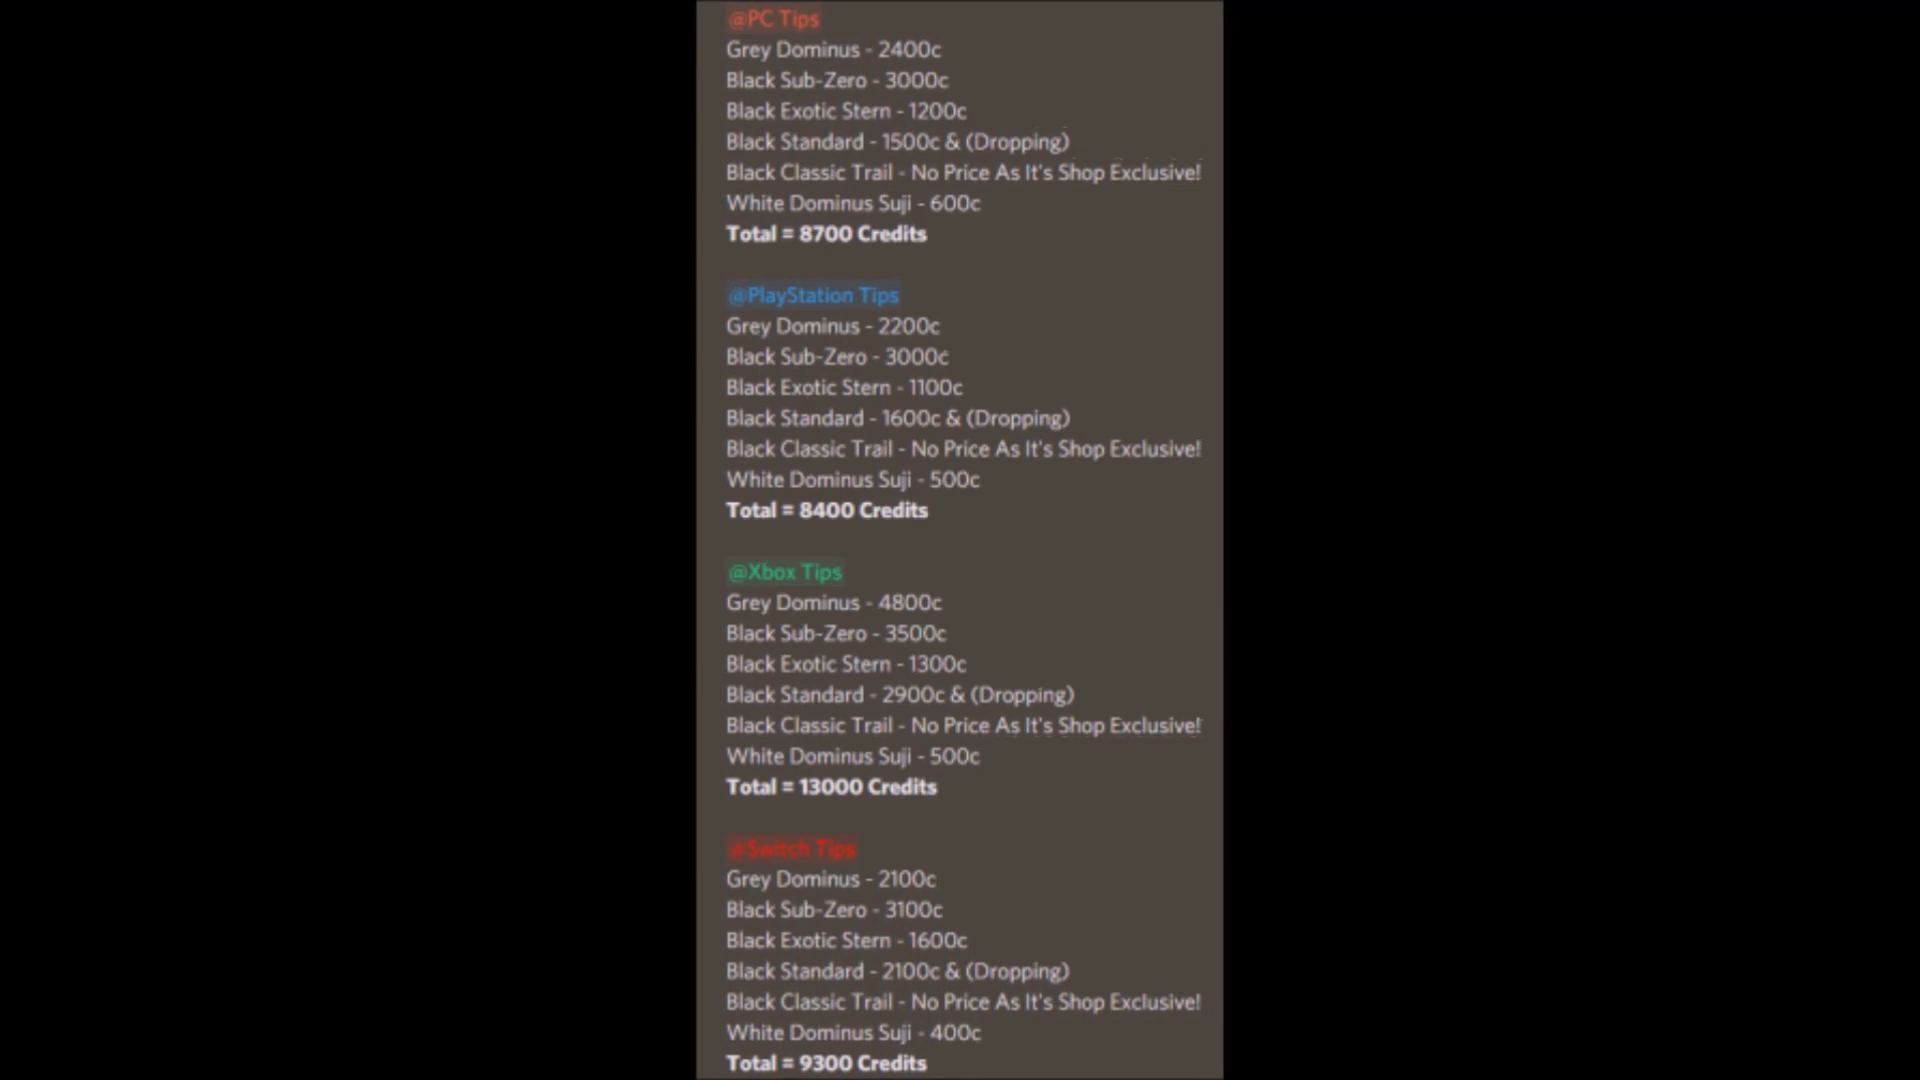 @PC Tips
Grey Dominus - 2400c
Black Sub-Zero - 3000c
Black Exotic Stern - 1200c
Black Standard - 1500c & (Dropping)
Black Classic Trail - No Price As It's Shop Exclusive!
White Dominus Suji - 600c
Total = 8700 Credits
@PlayStation Tips
Grey Dominus - 2200c
Black Sub-Zero - 3000c
Black Exotic Stern - 1100c
Black Standard - 1600c & (Dropping)
Black Classic Trail - No Price As It's Shop Exclusive!
White Dominus Suji - 500c
Total = 8400 Credits
@Xbox Tips
Grey Dominus - 4800c
Black Sub-Zero - 3500c
Black Exotic Stern - 1300c
Black Standard - 2900c & (Dropping)
Black Classic Trail - No Price As It's Shop Exclusive!
White Dominus Suji - 500c
Total = 13000 Credits
@Switch Tips
Grey Dominus - 2100c
Black Sub-Zero - 3100c
Black Exotic Stern - 1600c
Black Standard - 2100c & (Dropping)
Black Classic Trail - No Price As It's Shop Exclusive!
White Dominus Suji - 400c
Total = 9300 Credits